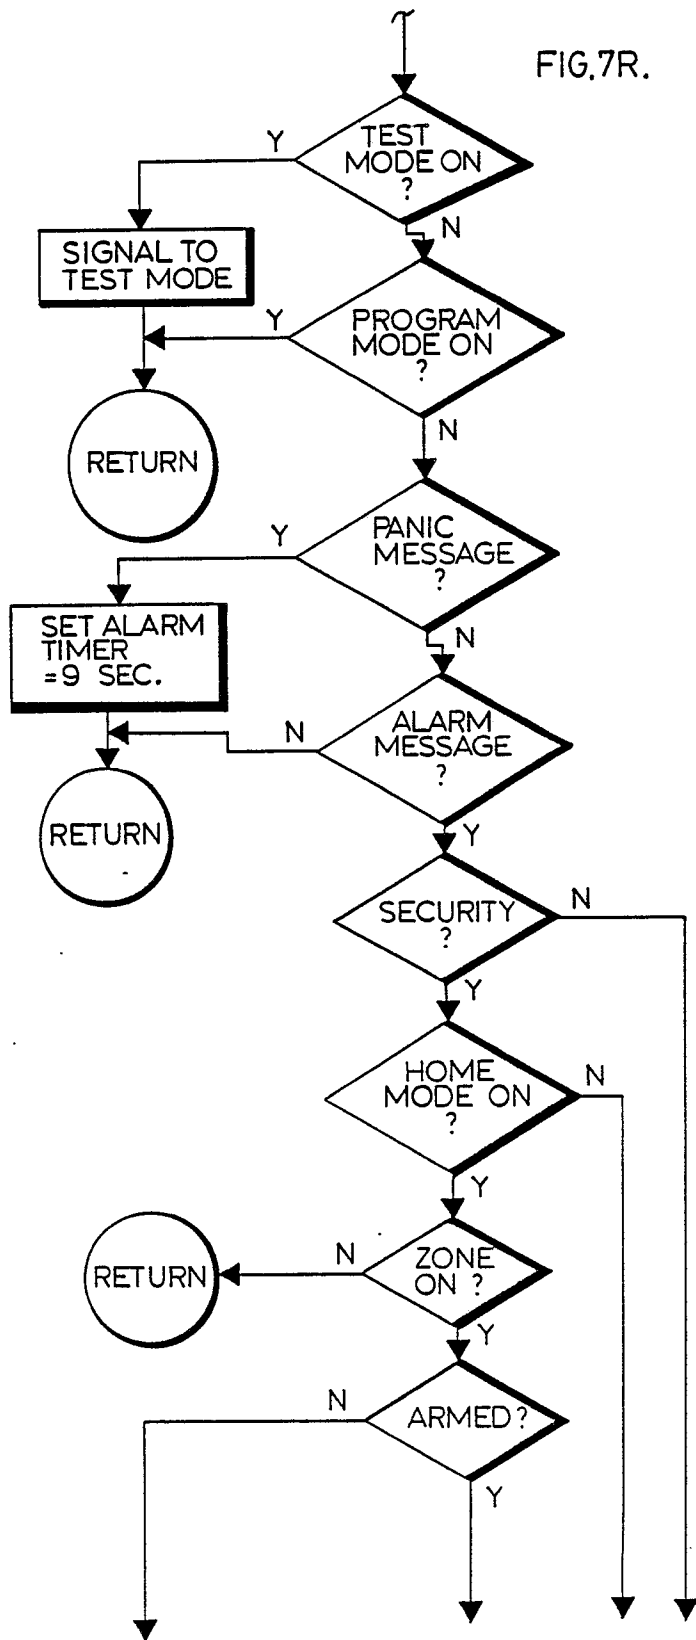 FIG.7R.
TEST
MODE ON
?
Y
N
SIGNAL TO
TEST MODE
Y
PROGRAM
MODE ON
?
N
RETURN
Y
PANIC
MESSAGE
?
N
SET ALARM
TIMER
=9 SEC.
N
ALARM
MESSAGE
?
Y
RETURN
SECURITY
?
N
Y
HOME
MODE ON
?
N
Y
RETURN
N
ZONE
ON ?
Y
N
ARMED?
Y